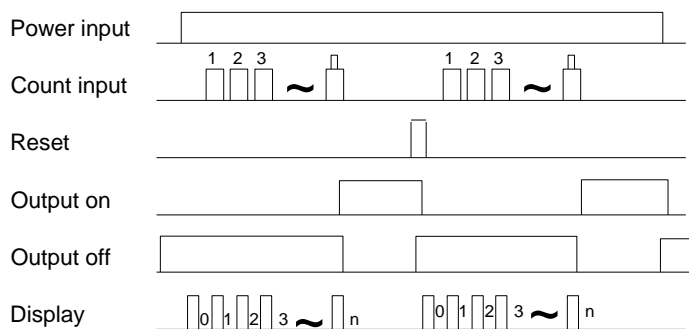 Power input
1 2 3 1 2 3
Count input ~ ~
Reset
Output on
Output off
Display 0 1 2 3 ~ n 0 1 2 3 ~ n